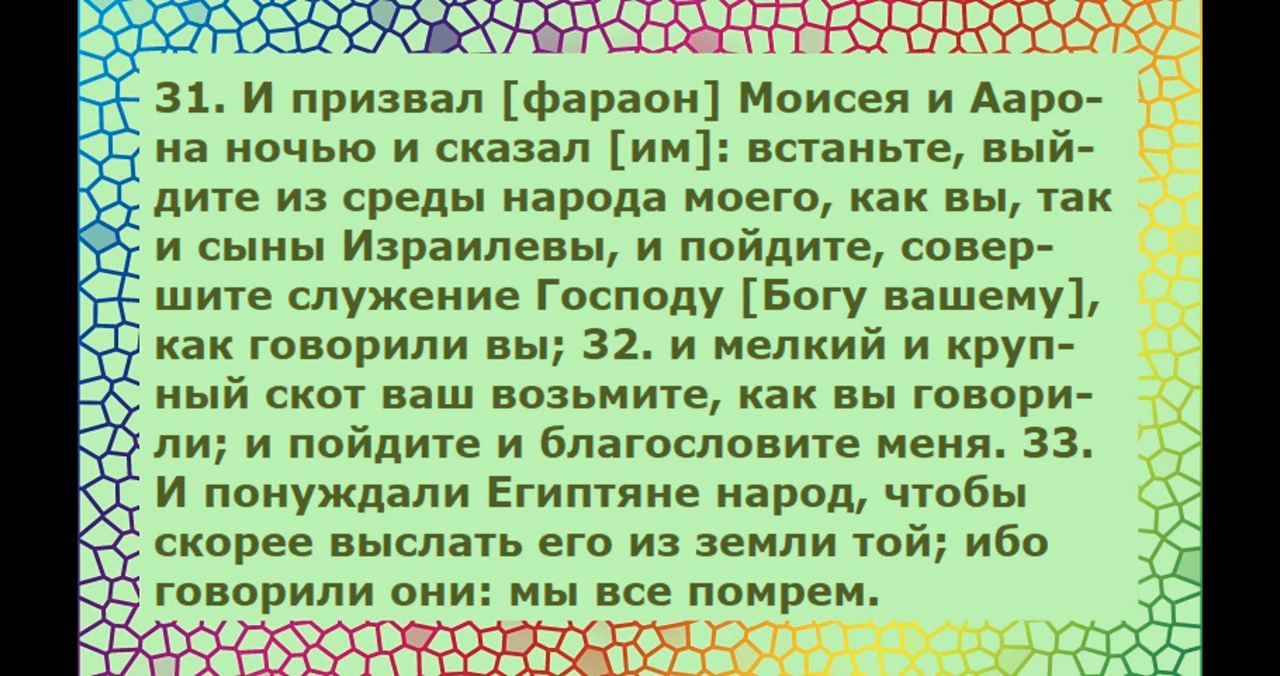 31. И призвал [фараон] Моисея и Ааро-
на ночью и сказал [им]: встаньте, вый-
дите из среды народа моего, как вы, так
и сыны Израилевы, и пойдите, совер-
шите служение Господу [Богу вашему],
как говорили вы; 32. и мелкий и круп-
ный скот ваш возьмите, как вы говори-
ли; и пойдите и благословите меня. 33.
И понуждали Египтяне народ, чтобы
скорее выслать его из земли той; ибо
говорили они: мы все помрем.